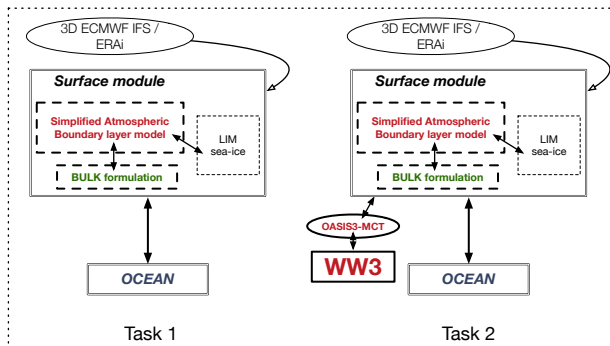 3D ECMWF IFS /
ERAi
Surface module
Simplified Atmospheric
Boundary layer model
LIM
sea-ice
BULK formulation
OCEAN
Task 1
3D ECMWF IFS /
ERAi
Surface module
Simplified Atmospheric
Boundary layer model
LIM
sea-ice
BULK formulation
OASIS3-MCT
WW3
OCEAN
Task 2